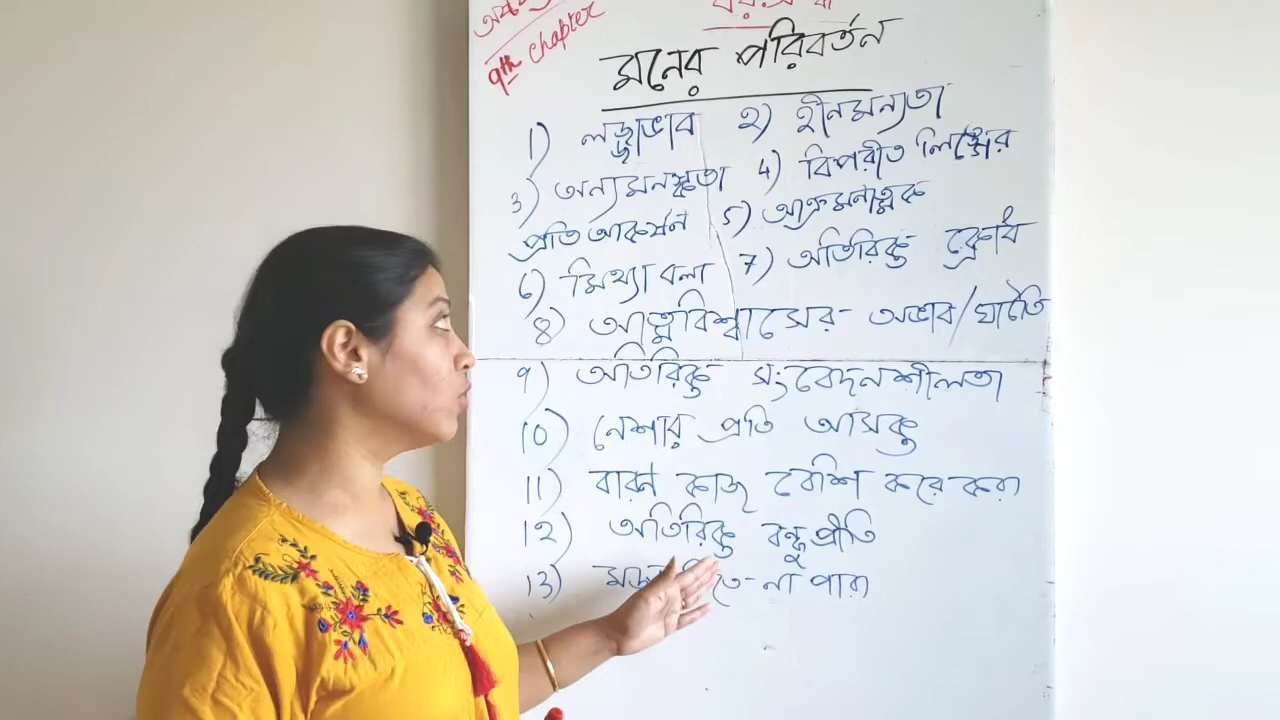 9th chapter
মনের পরিবর্তন
1) লজ্জাভাব 2) হীনমন্যতা
3) অন্যমনস্কতা 4) বিপরীত লিঙ্গের
প্রতি আকর্ষন 5) আক্রমনাত্মক
6) মিথ্যা বলা 7) অতিরিক্ত ক্রোধ
8) আত্মবিশ্বাসের অভাব/ঘাটতি
9) অতিরিক্ত সংবেদনশীলতা
10) নেশার প্রতি আসক্ত
11) বারণ কাজ বেশি করে করা
12) অতিরিক্ত বন্ধুপ্রীতি
13) না পারা